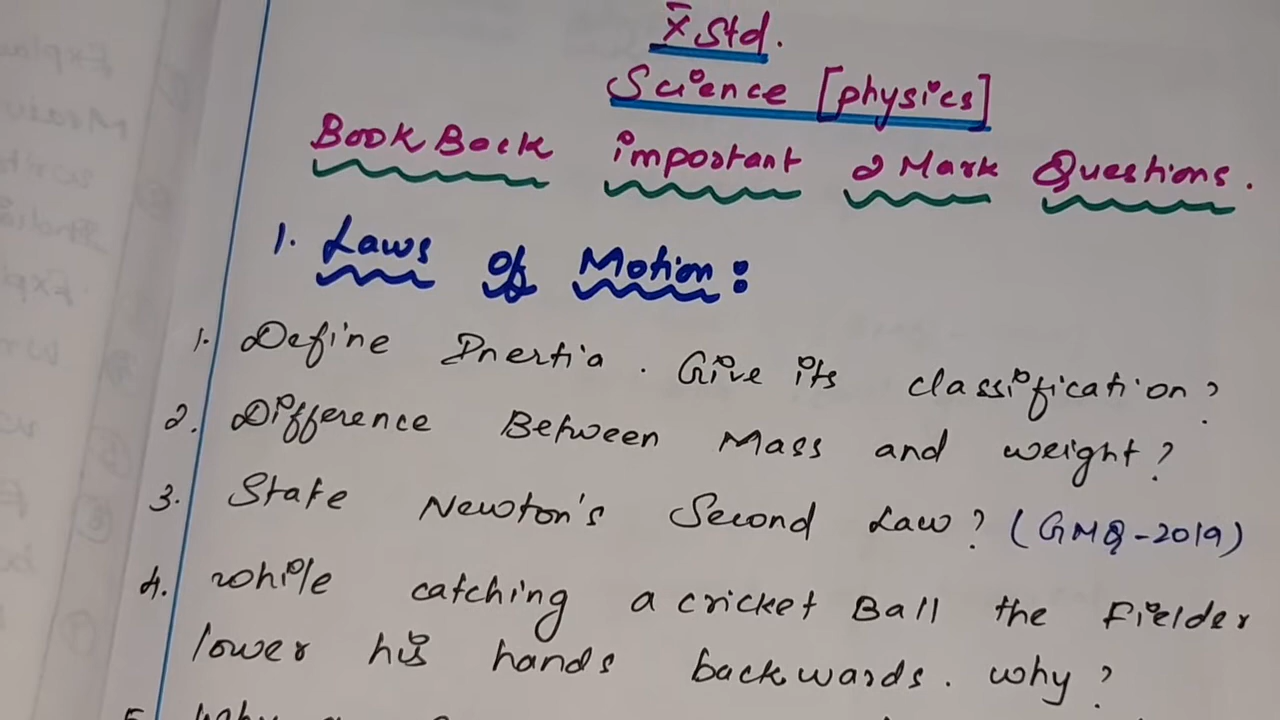 X Std.
Science [physics]
Book Back important 2 Mark Questions.
1. Laws of Motion:
1. Define Inertia. Give its classification?
2. Difference Between Mass and weight?
3. State Newton's Second Law? (GMQ-2019)
4. while catching a cricket Ball the Fielder
lower his hands backwards. why?
5. Why